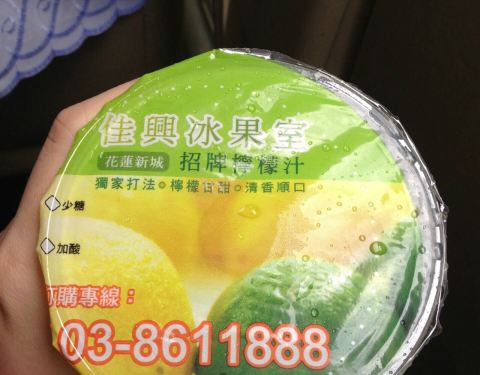 佳興冰果室
花蓮新城 招牌檸檬汁
獨家打法。檸檬甘甜。清香順口
少糖
加酸
訂購專線：
03-8611888